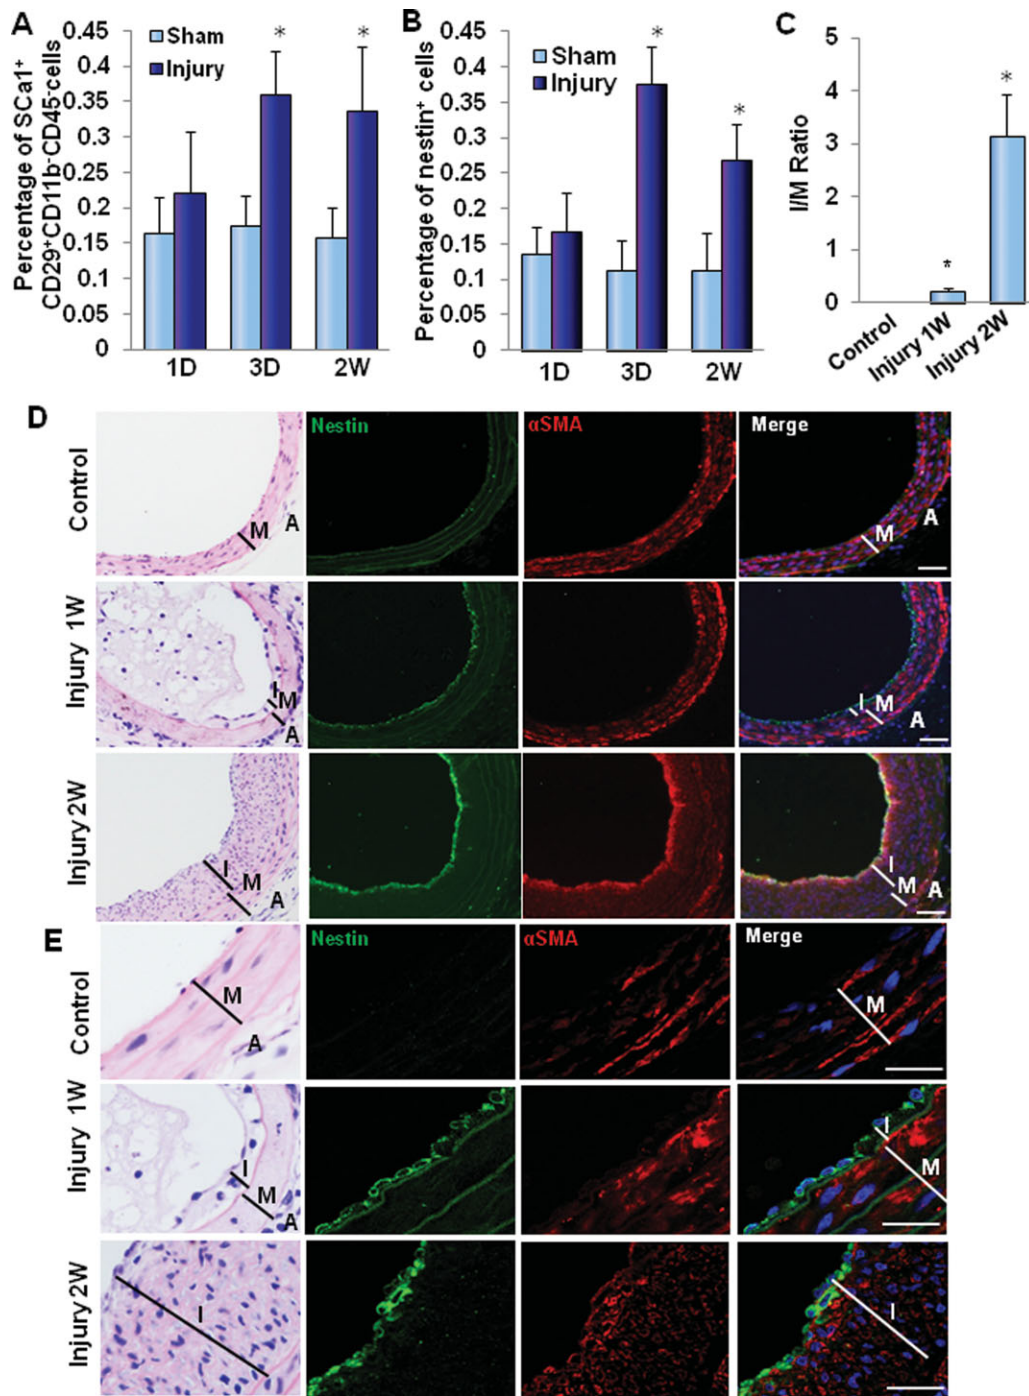 A
Percentage of SCa1⁺
CD29⁺CD11b⁻CD45⁻cells
0.45
0.4
0.35
0.3
0.25
0.2
0.15
0.1
0.05
0
Sham
Injury
*
*
1D
3D
2W
B
Percentage of nestin⁺ cells
0.45
0.4
0.35
0.3
0.25
0.2
0.15
0.1
0.05
0
Sham
Injury
*
*
1D
3D
2W
C
I/M Ratio
5
4
3
2
1
0
*
*
Control
Injury 1W
Injury 2W
D
Nestin
αSMA
Merge
Control
M
A
M
A
Injury 1W
I
M
A
I
M
A
Injury 2W
I
M
A
I
M
A
E
Nestin
αSMA
Merge
Control
M
A
M
Injury 1W
I
M
A
I
M
Injury 2W
I
I